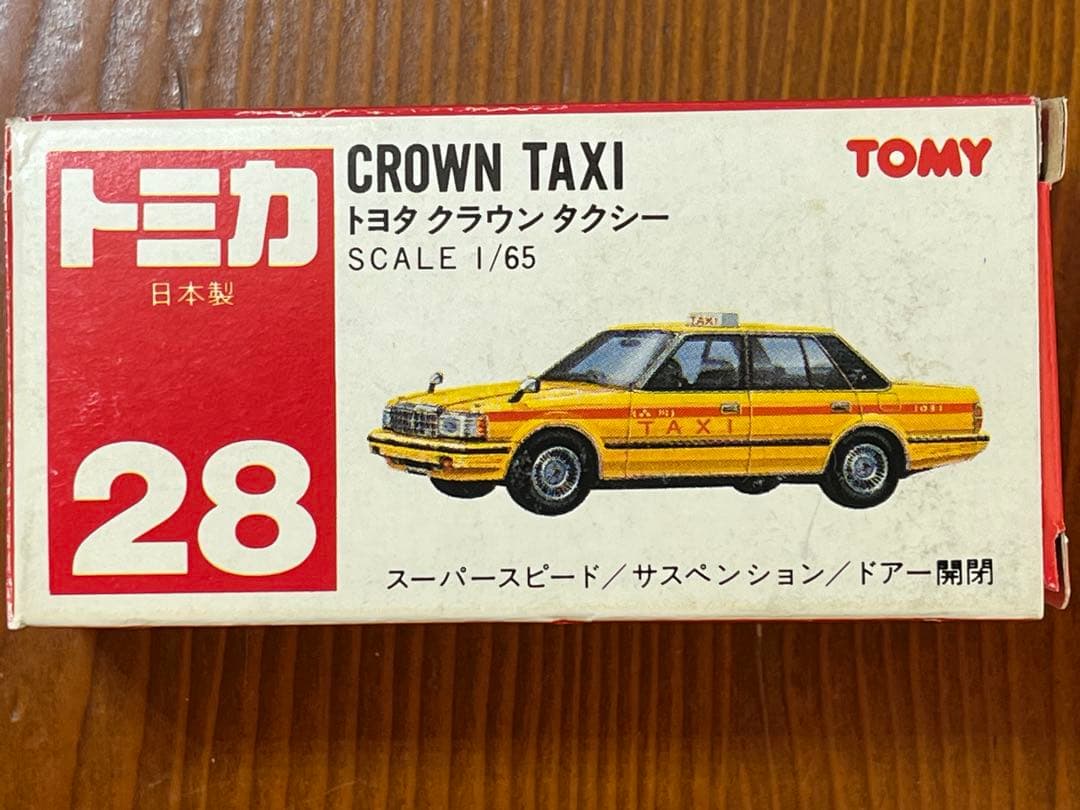 トミカ
日本製
28
CROWN TAXI
トヨタ クラウン タクシー
SCALE 1/65
TOMY
TAXI
TAXI
1081
スーパースピード/サスペンション/ドアー開閉